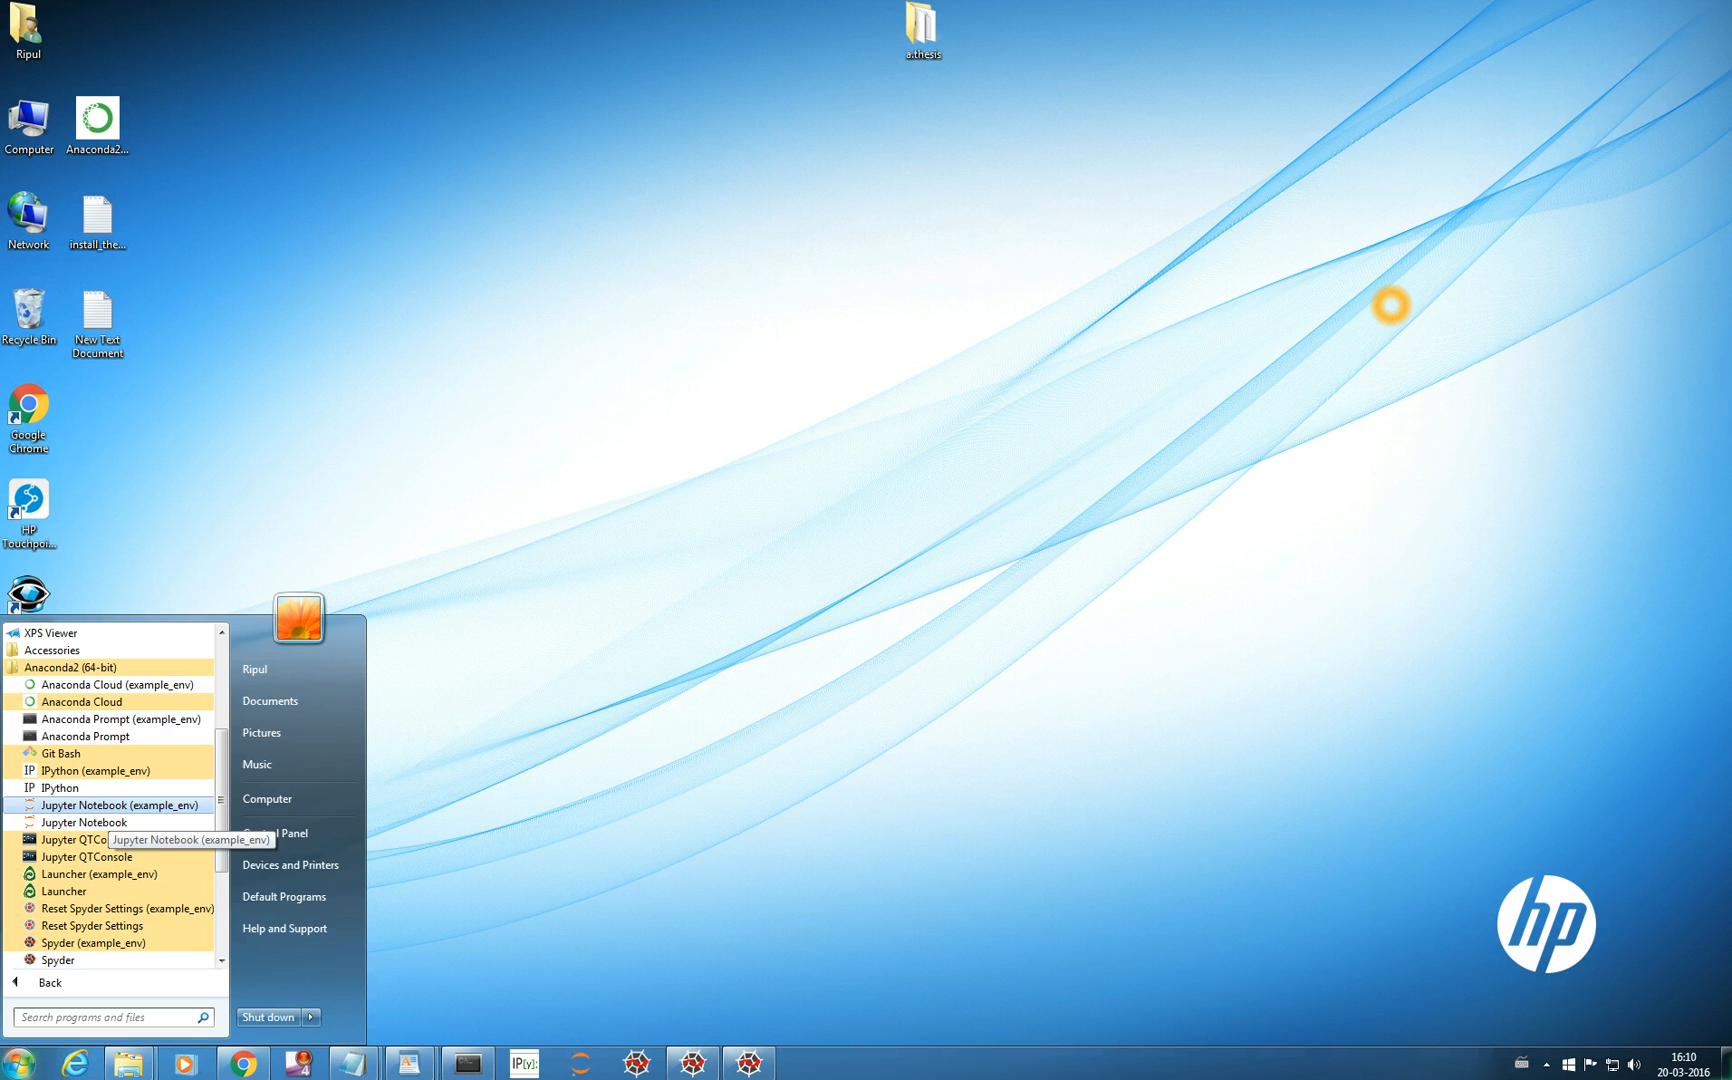 Ripul
a.thesis
Computer
Anaconda2...
Network
install_the...
Recycle Bin
New Text
Document
Google
Chrome
HP
Touchpoi...
XPS Viewer
Accessories
Anaconda2 (64-bit)
Anaconda Cloud (example_env)
Anaconda Cloud
Anaconda Prompt (example_env)
Anaconda Prompt
Git Bash
IP IPython (example_env)
IP IPython
Jupyter Notebook (example_env)
Jupyter Notebook
Jupyter QTCo
Jupyter Notebook (example_env)
Jupyter QTConsole
Launcher (example_env)
Launcher
Reset Spyder Settings (example_env)
Reset Spyder Settings
Spyder (example_env)
Spyder
Back
Search programs and files
Ripul
Documents
Pictures
Music
Computer
Panel
Devices and Printers
Default Programs
Help and Support
Shut down
hp
IP[y]:
4
16:10
20-03-2016